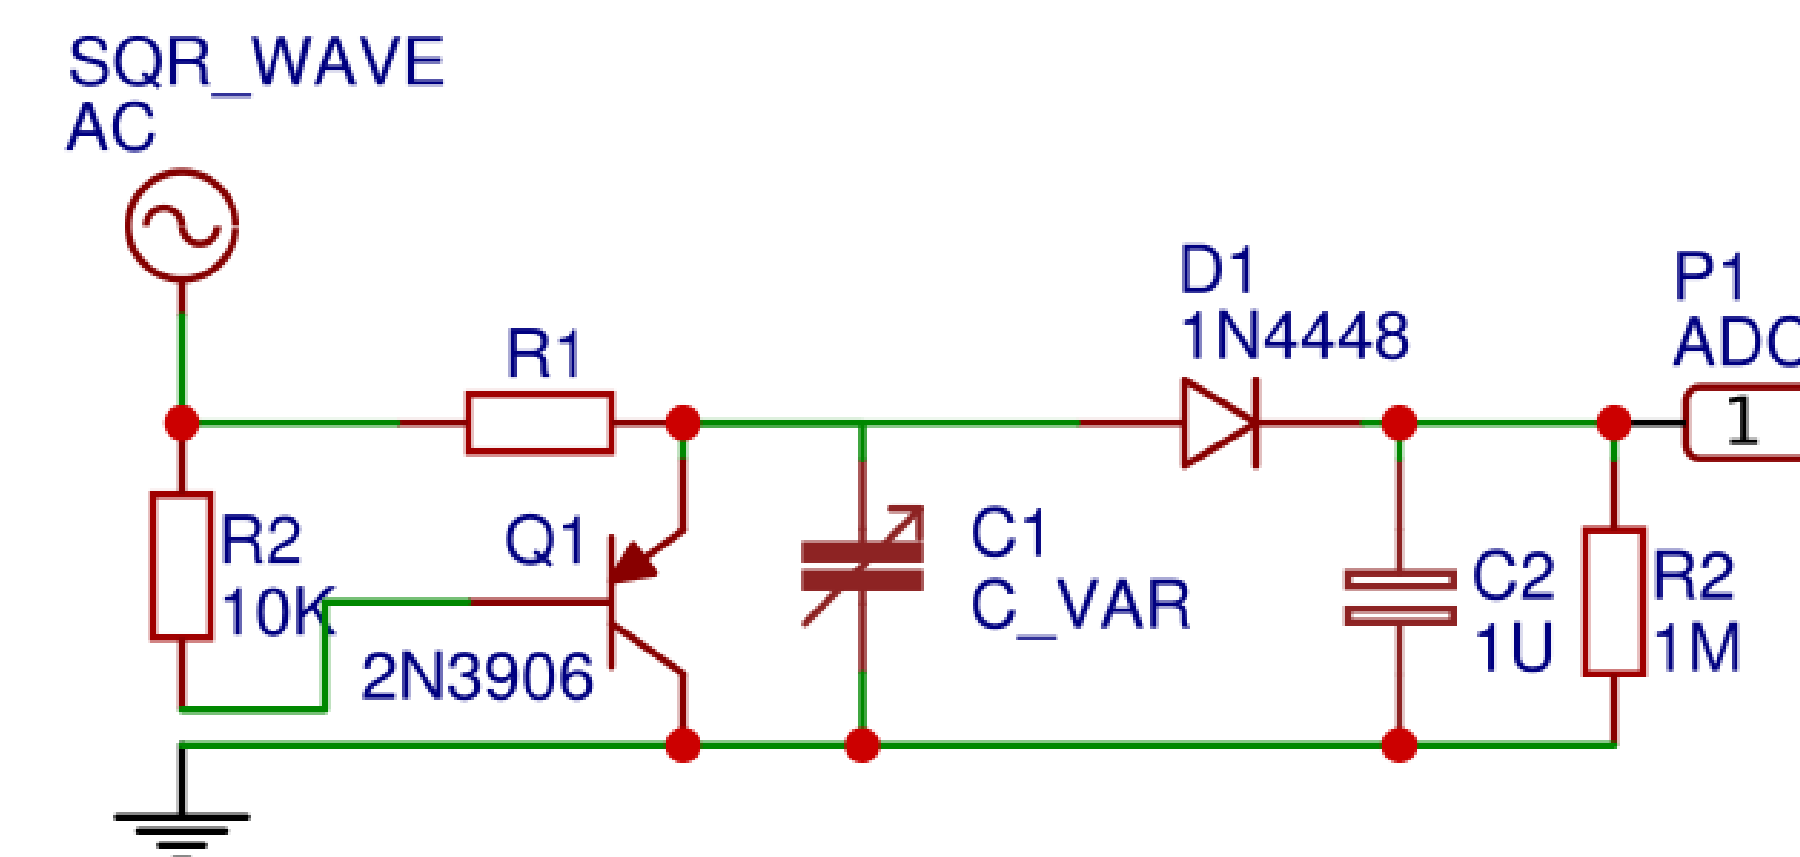 SQR_WAVE
AC
R1
D1
1N4448
P1
ADC
1
R2
10K
Q1
2N3906
C1
C_VAR
C2
1U
R2
1M